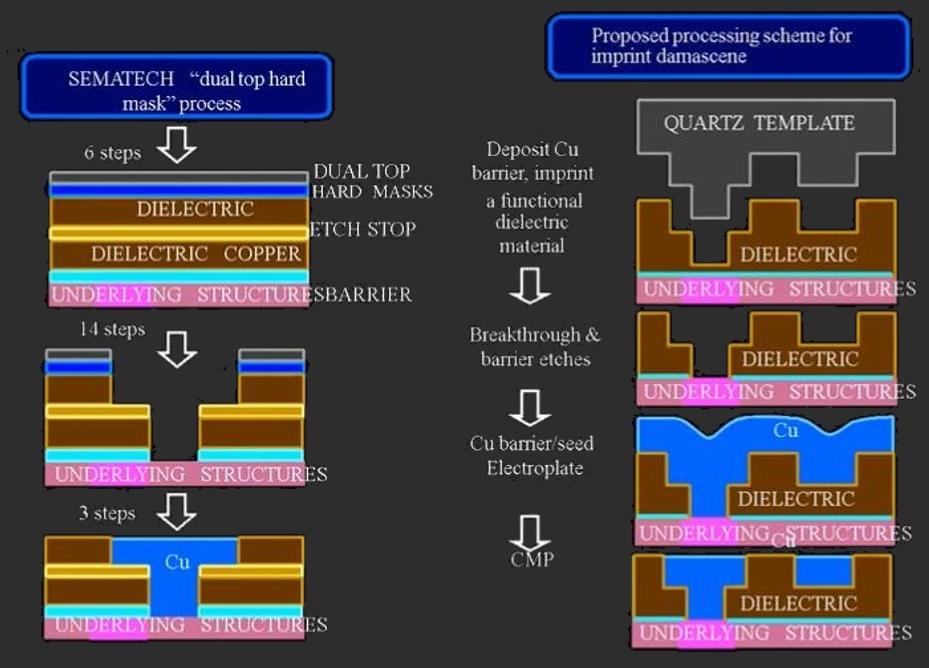 SEMATECH “dual top hard
mask” process
6 steps
DUAL TOP
HARD MASKS
DIELECTRIC
ETCH STOP
DIELECTRIC COPPER
UNDERLYING STRUCTURESBARRIER
14 steps
UNDERLYING STRUCTURES
3 steps
Cu
UNDERLYING STRUCTURES
Proposed processing scheme for
imprint damascene
Deposit Cu
barrier, imprint
a functional
dielectric
material
Breakthrough &
barrier etches
Cu barrier/seed
Electroplate
CMP
QUARTZ TEMPLATE
DIELECTRIC
UNDERLYING STRUCTURES
DIELECTRIC
UNDERLYING STRUCTURES
Cu
DIELECTRIC
UNDERLYING STRUCTURES
Cu
DIELECTRIC
UNDERLYING STRUCTURES